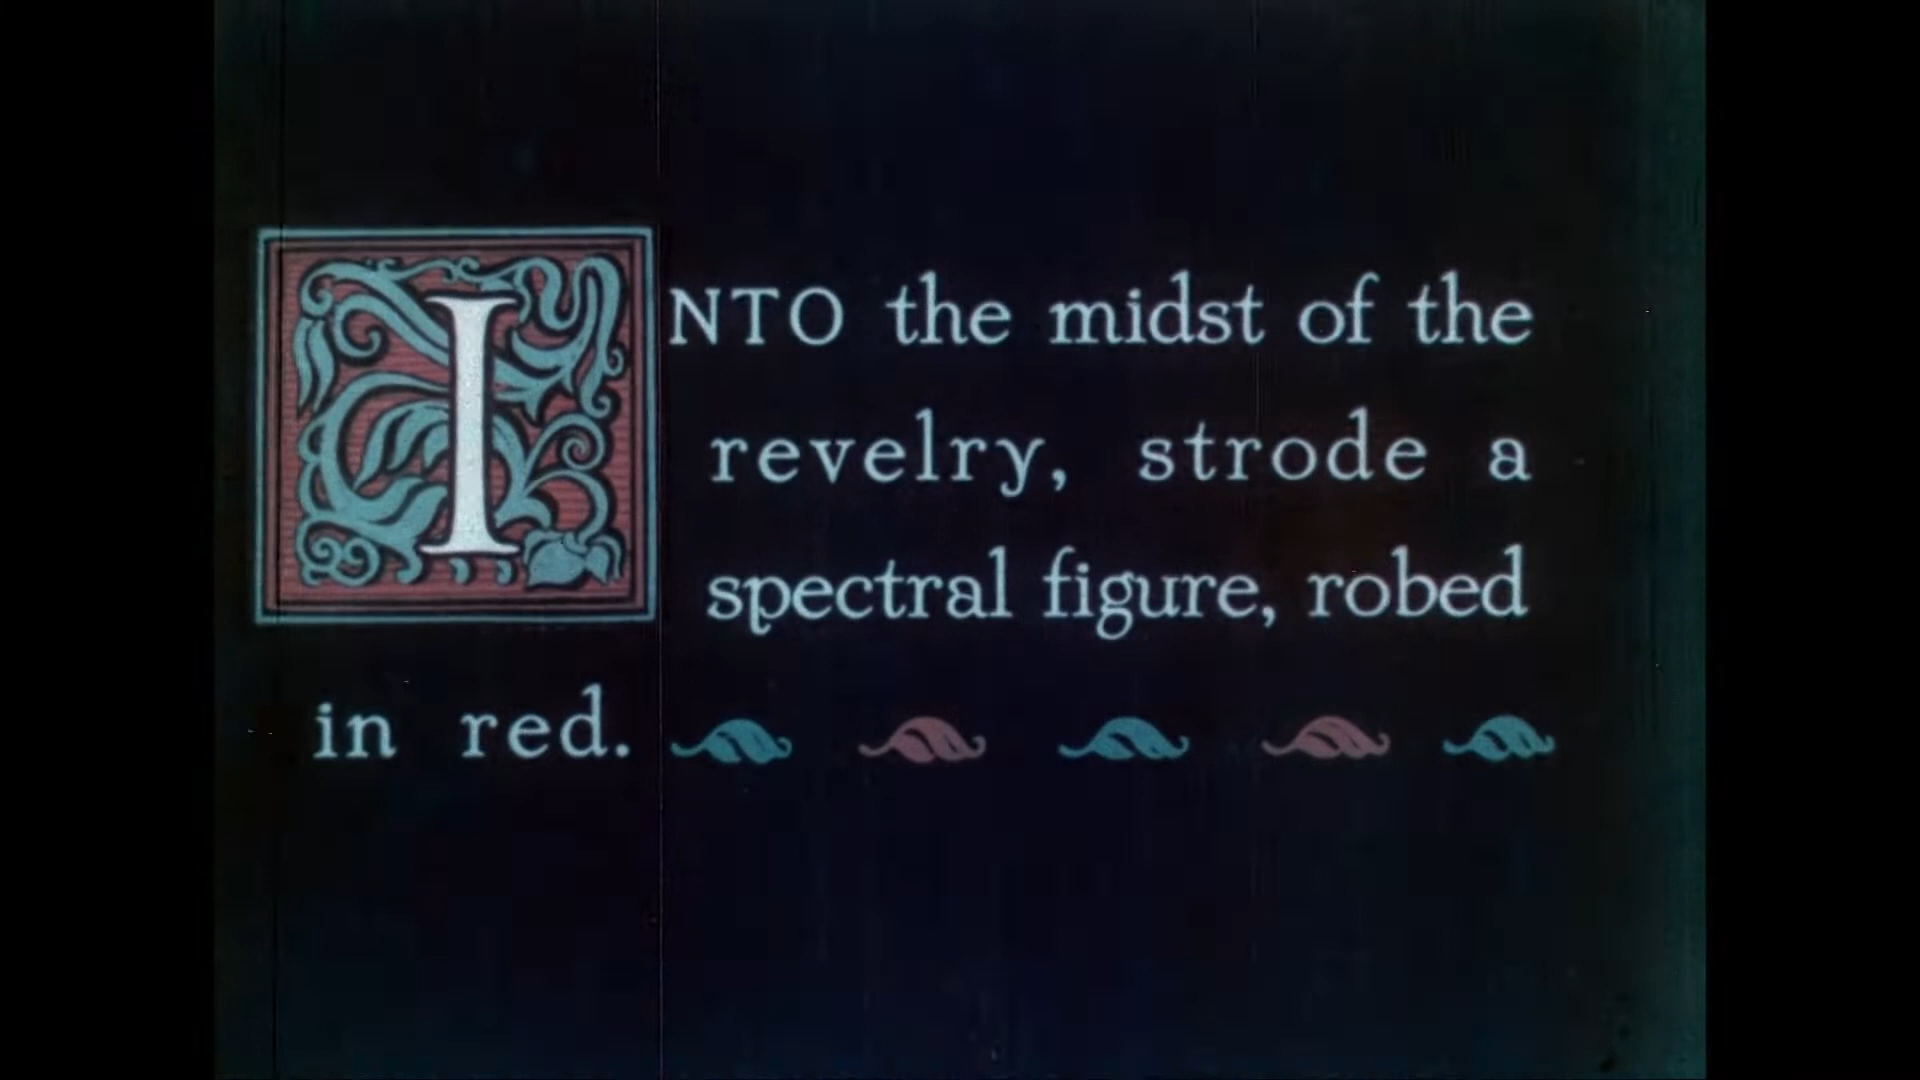 INTO the midst of the
revelry, strode a
spectral figure, robed
in red.